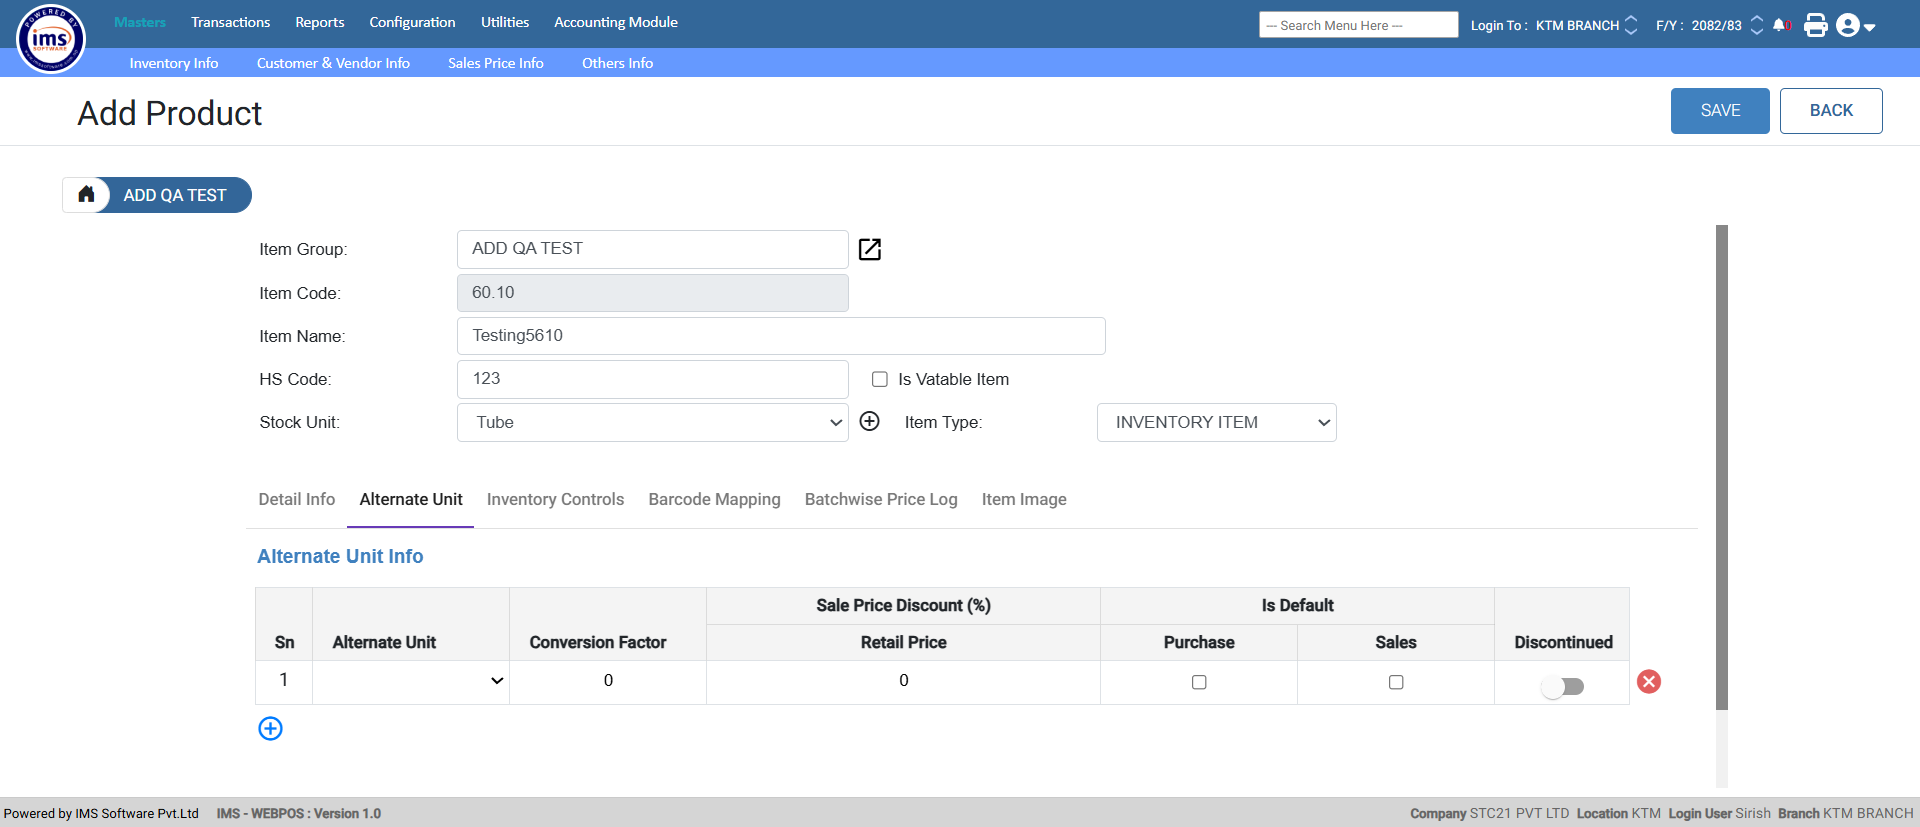 POWERED BY
ims
SOFTWARE
Masters Transactions Reports Configuration Utilities Accounting Module
--- Search Menu Here --- Login To : KTM BRANCH F/Y : 2082/83 0
Inventory Info Customer & Vendor Info Sales Price Info Others Info
Add Product
SAVE BACK
ADD QA TEST
Item Group: ADD QA TEST
Item Code: 60.10
Item Name: Testing5610
HS Code: 123 Is Vatable Item
Stock Unit: Tube Item Type: INVENTORY ITEM
Detail Info Alternate Unit Inventory Controls Barcode Mapping Batchwise Price Log Item Image
Alternate Unit Info
Sale Price Discount (%) Is Default
Sn Alternate Unit Conversion Factor Retail Price Purchase Sales Discontinued
1 0 0
Powered by IMS Software Pvt.Ltd IMS - WEBPOS : Version 1.0 Company STC21 PVT LTD Location KTM Login User Sirish Branch KTM BRANCH